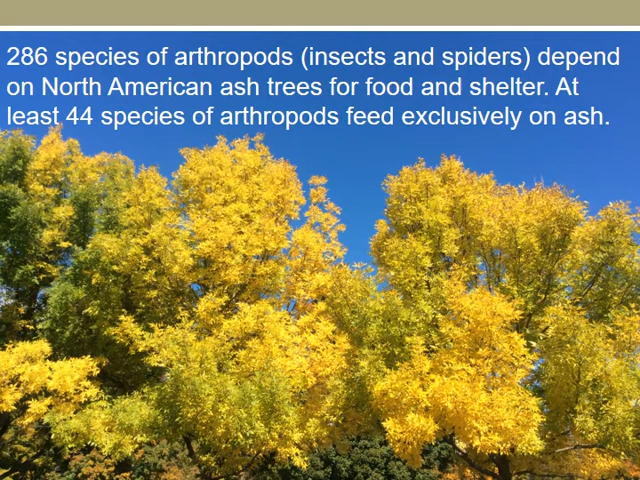 286 species of arthropods (insects and spiders) depend
on North American ash trees for food and shelter. At
least 44 species of arthropods feed exclusively on ash.